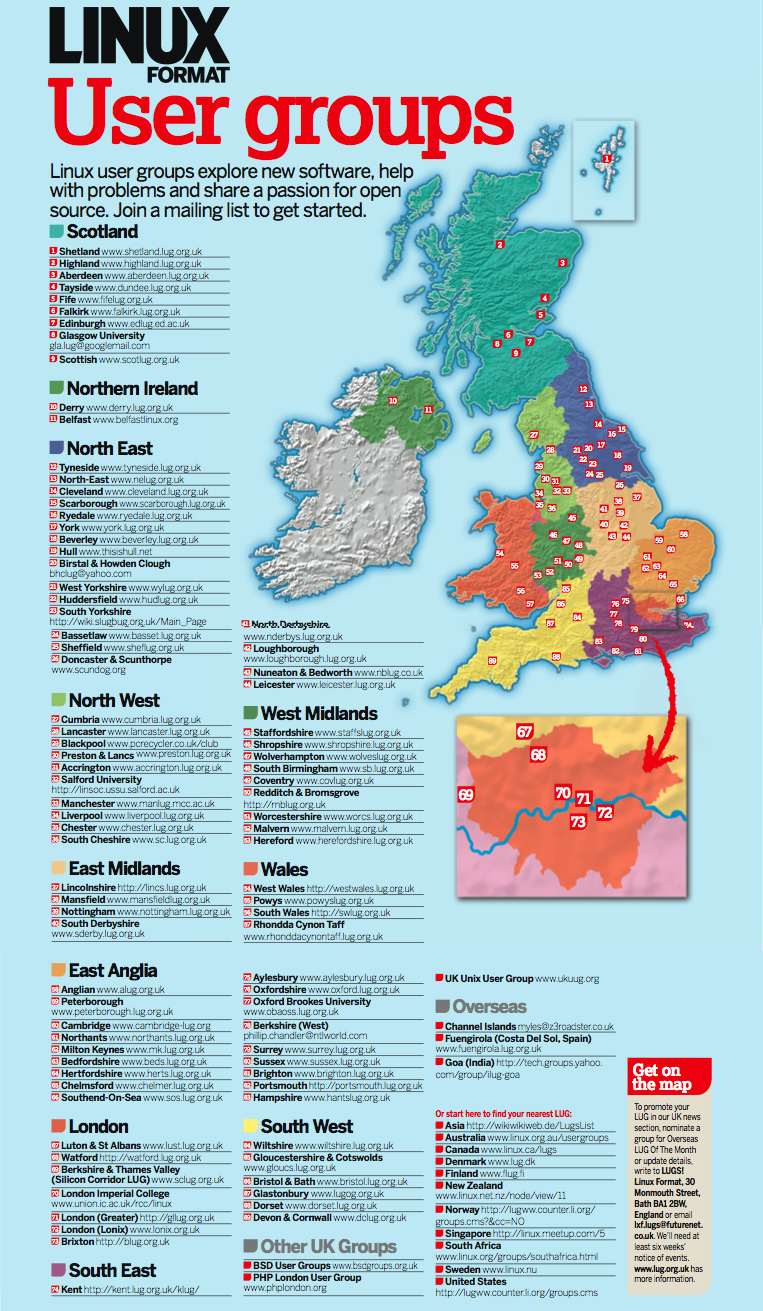 LINUX
FORMAT
User groups
Linux user groups explore new software, help
with problems and share a passion for open
source. Join a mailing list to get started.
Scotland
1 Shetland www.shetland.lug.org.uk
2 Highland www.highland.lug.org.uk
3 Aberdeen www.aberdeen.lug.org.uk
4 Tayside www.dundee.lug.org.uk
5 Fife www.fifelug.org.uk
6 Falkirk www.falkirk.lug.org.uk
7 Edinburgh www.edlug.ed.ac.uk
8 Glasgow University
gla.lug@googlemail.com
9 Scottish www.scotlug.org.uk
Northern Ireland
10 Derry www.derry.lug.org.uk
11 Belfast www.belfastlinux.org
North East
12 Tyneside www.tyneside.lug.org.uk
13 North-East www.nelug.org.uk
14 Cleveland www.cleveland.lug.org.uk
15 Scarborough www.scarborough.lug.org.uk
16 Ryedale www.ryedale.lug.org.uk
17 York www.york.lug.org.uk
18 Beverley www.beverley.lug.org.uk
19 Hull www.thisishull.net
20 Birstal & Howden Clough
bhclug@yahoo.com
21 West Yorkshire www.wylug.org.uk
22 Huddersfield www.hudlug.org.uk
23 South Yorkshire
http://wiki.slugbug.org.uk/Main_Page
24 Bassetlaw www.basset.lug.org.uk
25 Sheffield www.sheflug.org.uk
26 Doncaster & Scunthorpe
www.scundog.org
North West
27 Cumbria www.cumbria.lug.org.uk
28 Lancaster www.lancaster.lug.org.uk
29 Blackpool www.pcrecycler.co.uk/club
30 Preston & Lancs www.preston.lug.org.uk
31 Accrington www.accrington.lug.org.uk
32 Salford University
http://linsoc.ussu.salford.ac.uk
33 Manchester www.manlug.mcc.ac.uk
34 Liverpool www.liverpool.lug.org.uk
35 Chester www.chester.lug.org.uk
36 South Cheshire www.sc.lug.org.uk
East Midlands
37 Lincolnshire http://lincs.lug.org.uk
38 Mansfield www.mansfieldlug.org.uk
39 Nottingham www.nottingham.lug.org.uk
40 South Derbyshire
www.sderby.lug.org.uk
41 North Derbyshire
www.nderbys.lug.org.uk
42 Loughborough
www.loughborough.lug.org.uk
43 Nuneaton & Bedworth www.nblug.co.uk
44 Leicester www.leicester.lug.org.uk
West Midlands
45 Staffordshire www.staffslug.org.uk
46 Shropshire www.shropshire.lug.org.uk
47 Wolverhampton www.wolveslug.org.uk
48 South Birmingham www.sb.lug.org.uk
49 Coventry www.covlug.org.uk
50 Redditch & Bromsgrove
http://rnblug.org.uk
51 Worcestershire www.worcs.lug.org.uk
52 Malvern www.malvern.lug.org.uk
53 Hereford www.herefordshire.lug.org.uk
Wales
54 West Wales http://westwales.lug.org.uk
55 Powys www.powyslug.org.uk
56 South Wales http://swlug.org.uk
57 Rhondda Cynon Taff
www.rhonddacynontaff.lug.org.uk
East Anglia
58 Anglian www.alug.org.uk
59 Peterborough
www.peterborough.lug.org.uk
60 Cambridge www.cambridge-lug.org
61 Northants www.northants.lug.org.uk
62 Milton Keynes www.mk.lug.org.uk
63 Bedfordshire www.beds.lug.org.uk
64 Hertfordshire www.herts.lug.org.uk
65 Chelmsford www.chelmer.lug.org.uk
66 Southend-On-Sea www.sos.lug.org.uk
London
67 Luton & St Albans www.lust.lug.org.uk
68 Watford http://watford.lug.org.uk
69 Berkshire & Thames Valley
(Silicon Corridor LUG) www.sclug.org.uk
70 London Imperial College
www.union.ic.ac.uk/rcc/linux
71 London (Greater) http://gllug.org.uk
72 London (Lonix) www.lonix.org.uk
73 Brixton http://blug.org.uk
South East
74 Kent http://kent.lug.org.uk/klug/
75 Aylesbury www.aylesbury.lug.org.uk
76 Oxfordshire www.oxford.lug.org.uk
77 Oxford Brookes University
www.obaoss.lug.org.uk
78 Berkshire (West)
phillip.chandler@ntlworld.com
79 Surrey www.surrey.lug.org.uk
80 Sussex www.sussex.lug.org.uk
81 Brighton www.brighton.lug.org.uk
82 Portsmouth http://portsmouth.lug.org.uk
83 Hampshire www.hantslug.org.uk
South West
84 Wiltshire www.wiltshire.lug.org.uk
85 Gloucestershire & Cotswolds
www.gloucs.lug.org.uk
86 Bristol & Bath www.bristol.lug.org.uk
87 Glastonbury www.lugog.org.uk
88 Dorset www.dorset.lug.org.uk
89 Devon & Cornwall www.dclug.org.uk
Other UK Groups
BSD User Groups www.bsdgroups.org.uk
PHP London User Group
www.phplondon.org
UK Unix User Group www.ukuug.org
Overseas
Channel Islands myles@z3roadster.co.uk
Fuengirola (Costa Del Sol, Spain)
www.fuengirola.lug.org.uk
Goa (India) http://tech.groups.yahoo.
com/group/ilug-goa
Or start here to find your nearest LUG:
Asia http://wikiwikiweb.de/LugsList
Australia www.linux.org.au/usergroups
Canada www.linux.ca/lugs
Denmark www.lug.dk
Finland www.flug.fi
New Zealand
www.linux.net.nz/node/view/11
Norway http://lugww.counter.li.org/
groups.cms?&cc=NO
Singapore http://linux.meetup.com/5
South Africa
www.linux.org/groups/southafrica.html
Sweden www.linux.nu
United States
http://lugww.counter.li.org/groups.cms
Get on
the map
To promote your
LUG in our UK news
section, nominate a
group for Overseas
LUG Of The Month
or update details,
write to LUGS!
Linux Format, 30
Monmouth Street,
Bath BA1 2BW,
England or email
lxf.lugs@futurenet.
co.uk. We'll need at
least six weeks'
notice of events.
www.lug.org.uk has
more information.
1
2
3
4
5
6
7
8
9
10
11
12
13
14
15
16
17
18
19
20
21
22
23
24
25
26
27
28
29
30
31
32
33
34
35
36
37
38
39
40
41
42
43
44
45
46
47
48
49
50
51
52
53
54
55
56
57
58
59
60
61
62
63
64
65
66
74
75
76
77
78
79
80
81
82
83
84
85
86
87
88
89
67
68
69
70
71
72
73